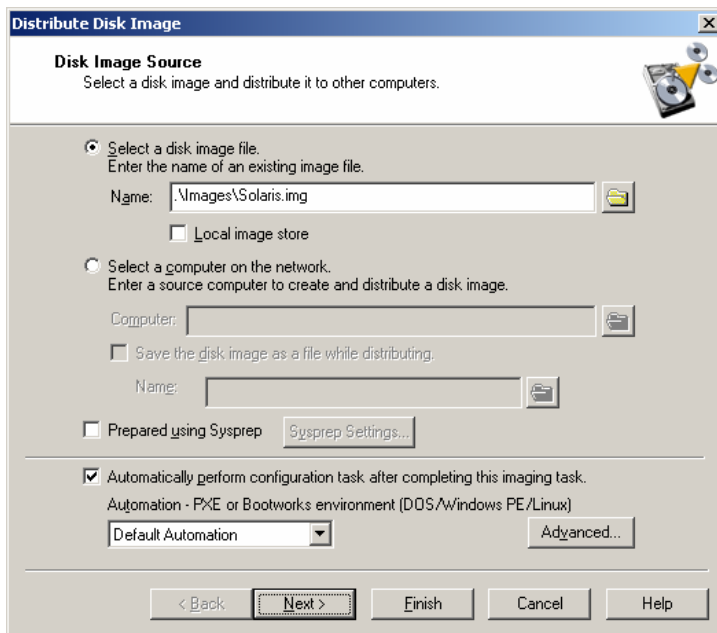 Distribute Disk Image
Disk Image Source
Select a disk image and distribute it to other computers.
Select a disk image file.
Enter the name of an existing image file.
Name: .\Images\Solaris.img
Local image store
Select a computer on the network.
Enter a source computer to create and distribute a disk image.
Computer:
Save the disk image as a file while distributing.
Name:
Prepared using Sysprep Sysprep Settings...
Automatically perform configuration task after completing this imaging task.
Automation - PXE or Bootworks environment (DOS/Windows PE/Linux)
Default Automation Advanced...
< Back Next > Finish Cancel Help